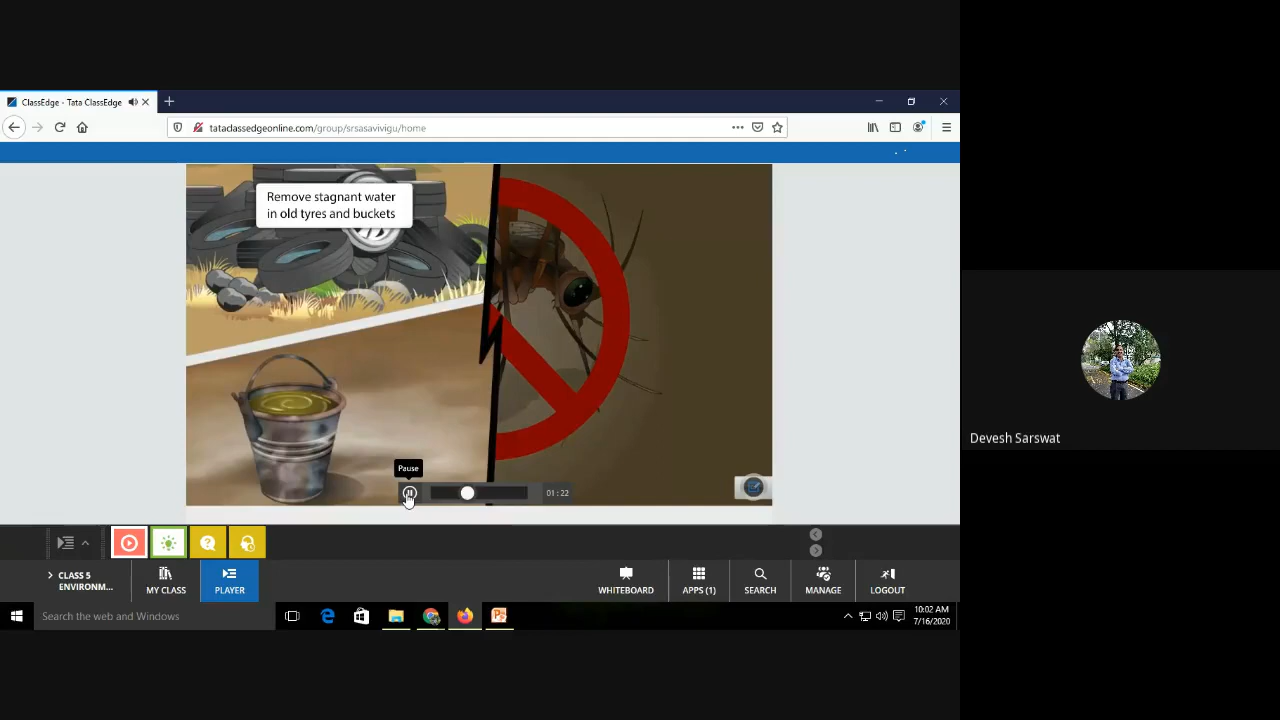 ClassEdge - Tata ClassEdge
tataclassedgeonline.com/group/srsasavivigu/home
Remove stagnant water
in old tyres and buckets
Pause
01 : 22
Devesh Sarswat
CLASS 5
ENVIRONM...
MY CLASS
PLAYER
WHITEBOARD
APPS (1)
SEARCH
MANAGE
LOGOUT
Search the web and Windows
10:02 AM
7/16/2020